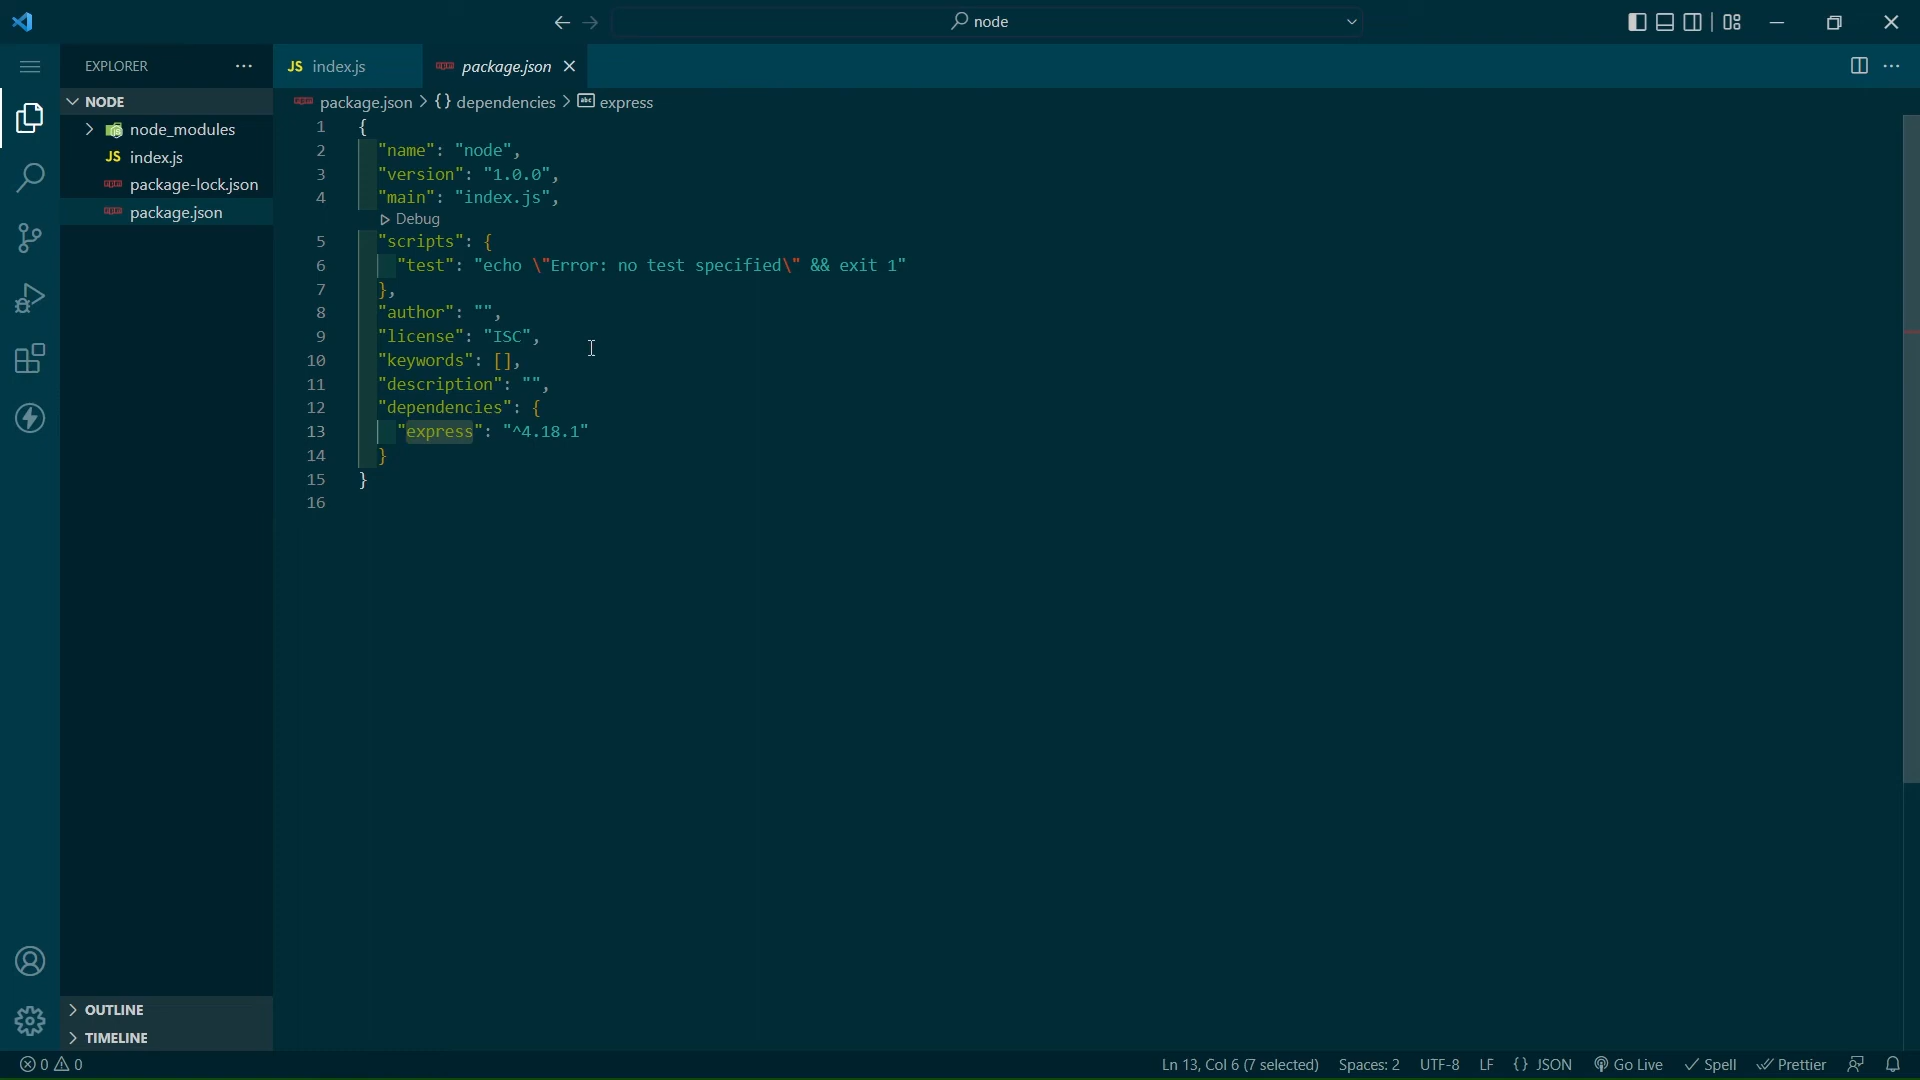 node
EXPLORER
JS index.js
package.json
NODE
package.json > {} dependencies > express
node_modules
JS index.js
package-lock.json
package.json
1 {
2 "name": "node",
3 "version": "1.0.0",
4 "main": "index.js",
Debug
5 "scripts": {
6 "test": "echo \"Error: no test specified\" && exit 1"
7 },
8 "author": "",
9 "license": "ISC",
10 "keywords": [],
11 "description": "",
12 "dependencies": {
13 "express": "^4.18.1"
14 }
15 }
16
OUTLINE
TIMELINE
0 0
Ln 13, Col 6 (7 selected) Spaces: 2 UTF-8 LF {} JSON Go Live Spell Prettier